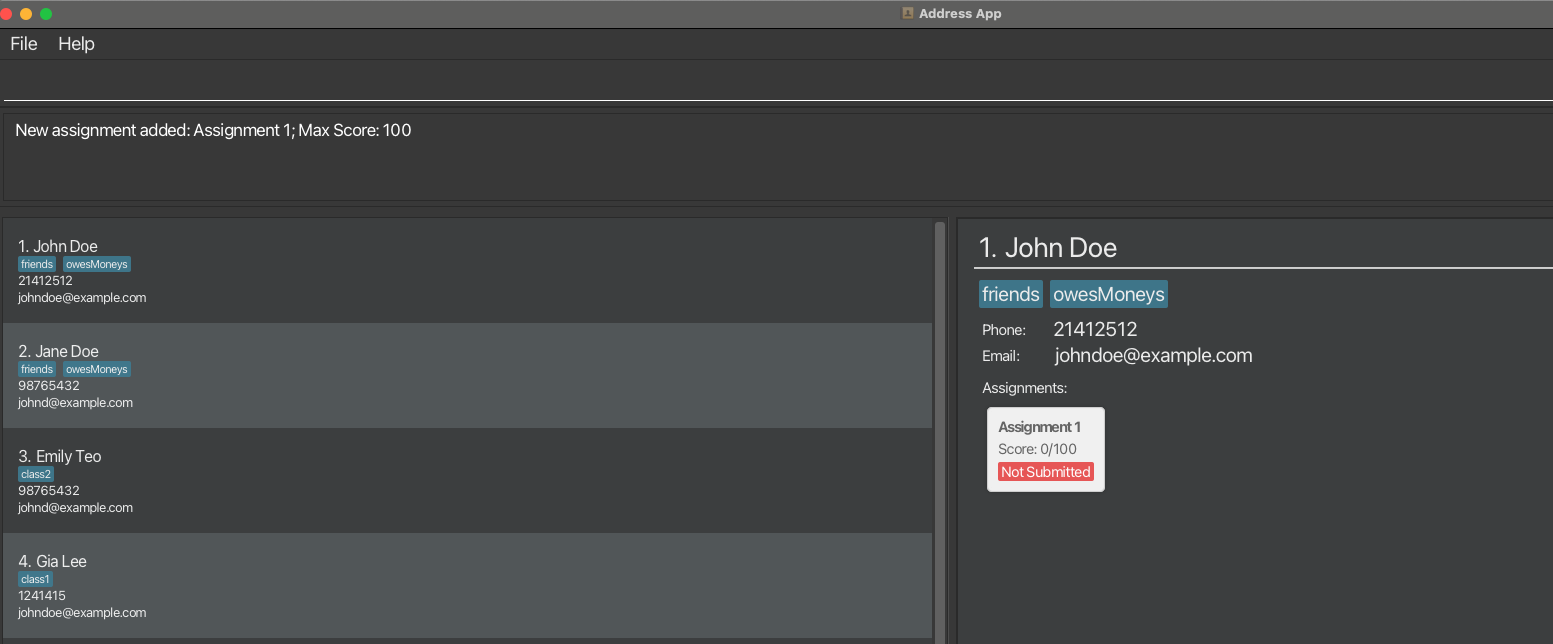 Address App
File Help
New assignment added: Assignment 1; Max Score: 100
1. John Doe
friends owesMoneys
21412512
johndoe@example.com
2. Jane Doe
friends owesMoneys
98765432
johnd@example.com
3. Emily Teo
class2
98765432
johnd@example.com
4. Gia Lee
class1
1241415
johndoe@example.com
1. John Doe
friends owesMoneys
Phone: 21412512
Email: johndoe@example.com
Assignments:
Assignment 1
Score: 0/100
Not Submitted